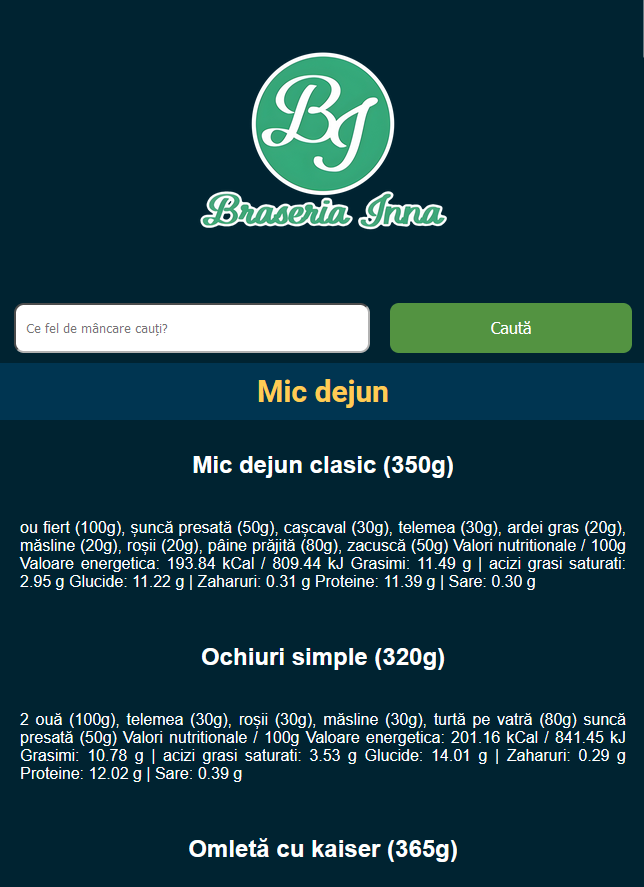 BJ
Braseria Inna
Ce fel de mâncare cauți?
Caută
Mic dejun
Mic dejun clasic (350g)
ou fiert (100g), șuncă presată (50g), cașcaval (30g), telemea (30g), ardei gras (20g),
măsline (20g), roșii (20g), pâine prăjită (80g), zacuscă (50g) Valori nutritionale / 100g
Valoare energetica: 193.84 kCal / 809.44 kJ Grasimi: 11.49 g | acizi grasi saturati:
2.95 g Glucide: 11.22 g | Zaharuri: 0.31 g Proteine: 11.39 g | Sare: 0.30 g
Ochiuri simple (320g)
2 ouă (100g), telemea (30g), roșii (30g), măsline (30g), turtă pe vatră (80g) suncă
presată (50g) Valori nutritionale / 100g Valoare energetica: 201.16 kCal / 841.45 kJ
Grasimi: 10.78 g | acizi grasi saturati: 3.53 g Glucide: 14.01 g | Zaharuri: 0.29 g
Proteine: 12.02 g | Sare: 0.39 g
Omletă cu kaiser (365g)